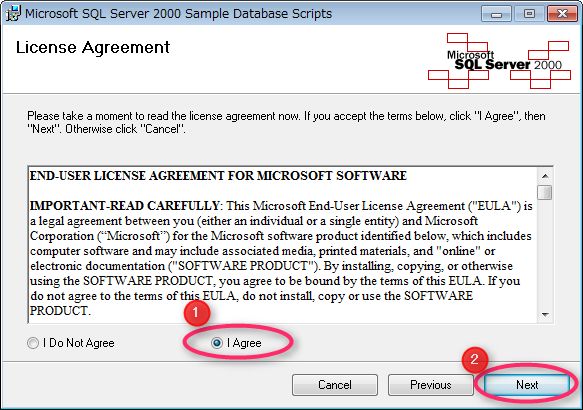 Microsoft SQL Server 2000 Sample Database Scripts
License Agreement
Microsoft
SQL Server 2000
Please take a moment to read the license agreement now. If you accept the terms below, click "I Agree", then
"Next". Otherwise click "Cancel".
END-USER LICENSE AGREEMENT FOR MICROSOFT SOFTWARE
IMPORTANT-READ CAREFULLY: This Microsoft End-User License Agreement ("EULA") is
a legal agreement between you (either an individual or a single entity) and Microsoft
Corporation (“Microsoft”) for the Microsoft software product identified below, which includes
computer software and may include associated media, printed materials, and "online" or
electronic documentation ("SOFTWARE PRODUCT"). By installing, copying, or otherwise
using the SOFTWARE PRODUCT, you agree to be bound by the terms of this EULA. If you
do not agree to the terms of this EULA, do not install, copy or use the SOFTWARE
PRODUCT.
1
I Do Not Agree
I Agree
2
Cancel
Previous
Next